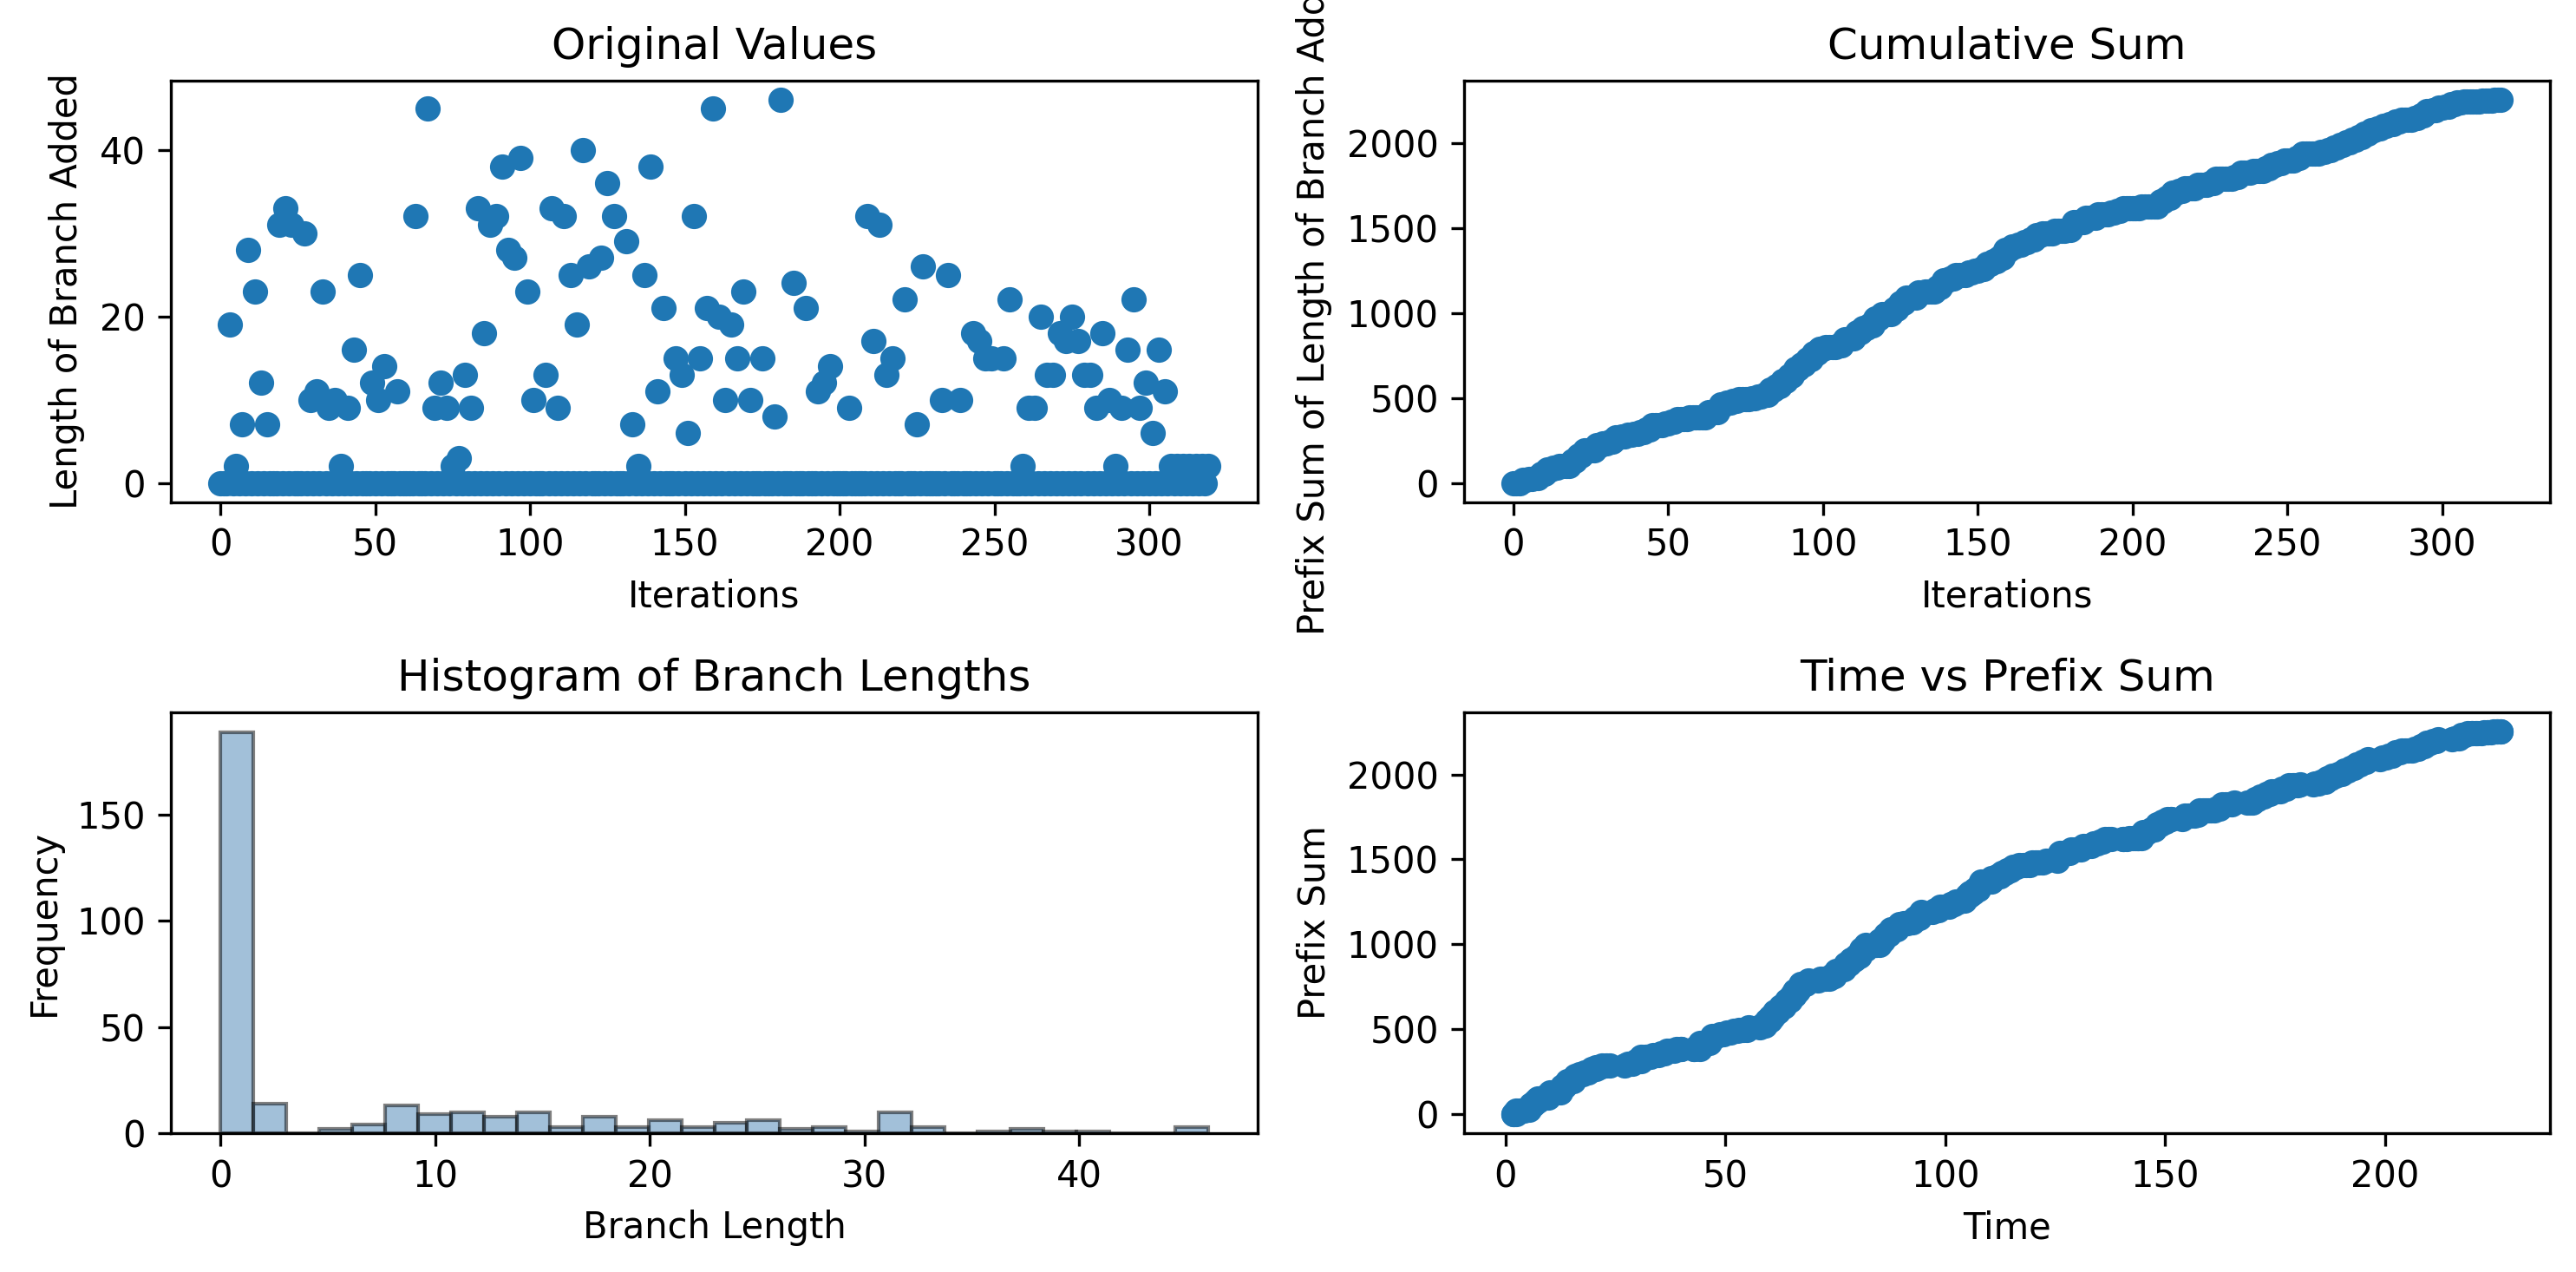 Original Values
Length of Branch Added
40
20
0
0 50 100 150 200 250 300
Iterations
Cumulative Sum
Prefix Sum of Length of Branch
2000
1500
1000
500
0
0 50 100 150 200 250 300
Iterations
Histogram of Branch Lengths
Frequency
150
100
50
0
0 10 20 30 40
Branch Length
Time vs Prefix Sum
Prefix Sum
2000
1500
1000
500
0
0 50 100 150 200
Time